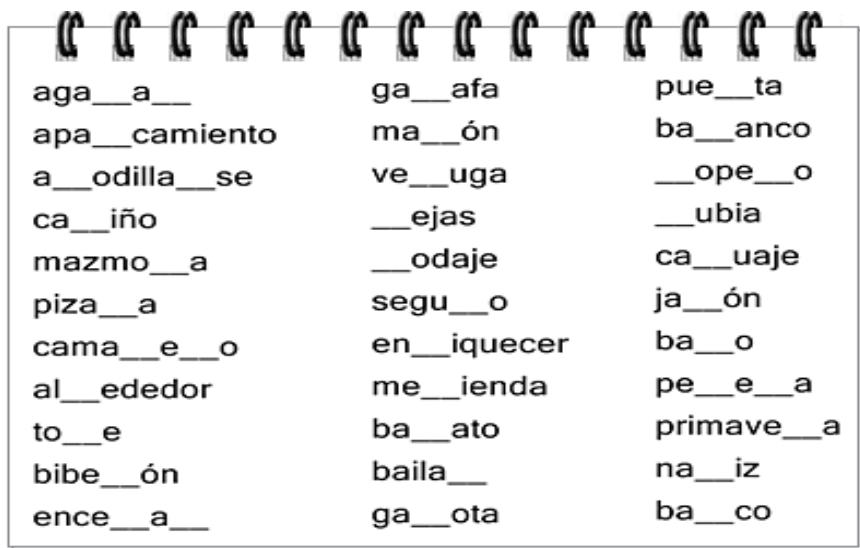 aga__a__
apa__camiento
a__odilla__se
ca__iño
mazmo__a
piza__a
cama__e__o
al__ededor
to__e
bibe__ón
ence__a__
ga__afa
ma__ón
ve__uga
__ejas
__odaje
segu__o
en__iquecer
me__ienda
ba__ato
baila__
ga__ota
pue__ta
ba__anco
__ope__o
__ubia
ca__uaje
ja__ón
ba__o
pe__e__a
primave__a
na__iz
ba__co